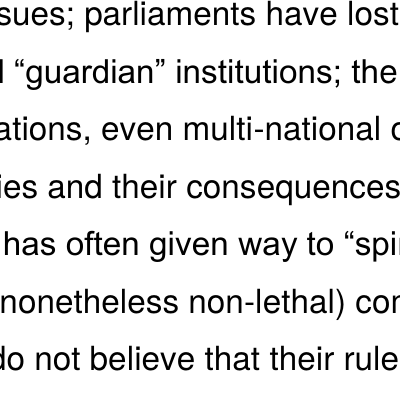 sues; parliaments have lost
“guardian” institutions; the
ations, even multi-national
ies and their consequences
has often given way to “spi
nonetheless non-lethal) con
do not believe that their rule